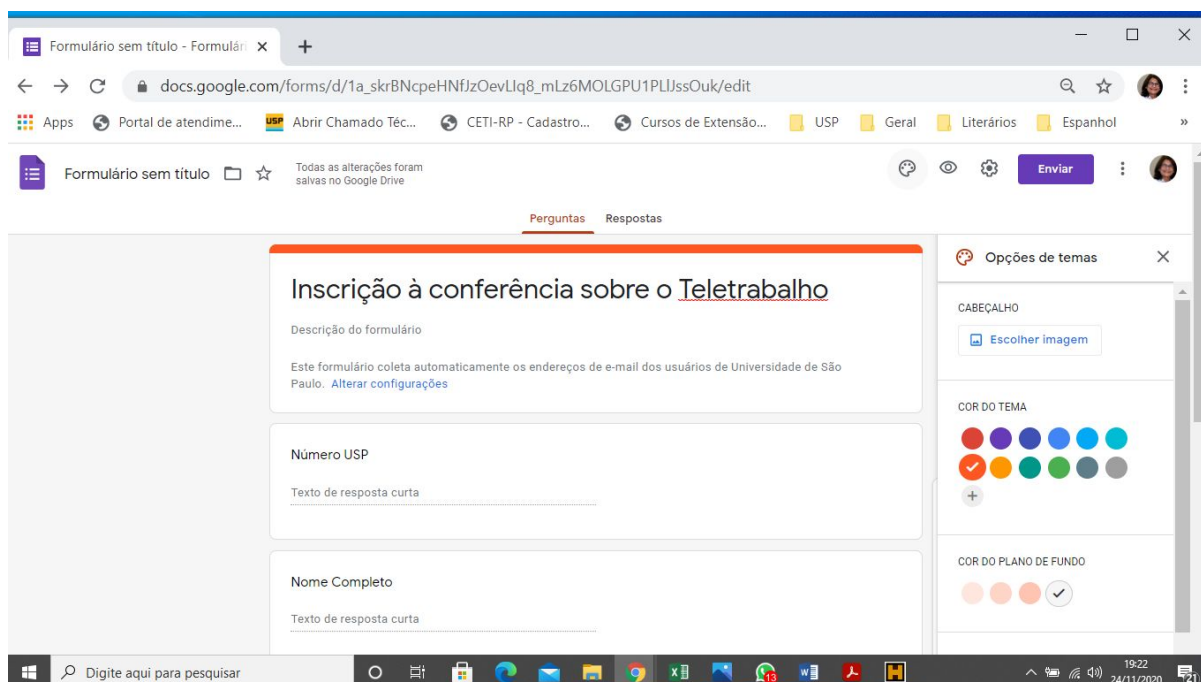 Formulário sem título - Formulári
docs.google.com/forms/d/1a_skrBNcpeHNfJzOevLIq8_mLz6MOLGPU1PLlJssOuk/edit
Apps Portal de atendime... USP Abrir Chamado Téc... CETI-RP - Cadastro... Cursos de Extensão... USP Geral Literários Espanhol »
Formulário sem título
Todas as alterações foram
salvas no Google Drive
Enviar
Perguntas Respostas
Inscrição à conferência sobre o Teletrabalho
Descrição do formulário
Este formulário coleta automaticamente os endereços de e-mail dos usuários de Universidade de São
Paulo. Alterar configurações
Número USP
Texto de resposta curta
Nome Completo
Texto de resposta curta
Opções de temas
CABEÇALHO
Escolher imagem
COR DO TEMA
COR DO PLANO DE FUNDO
Digite aqui para pesquisar
13
19:22
24/11/2020
21